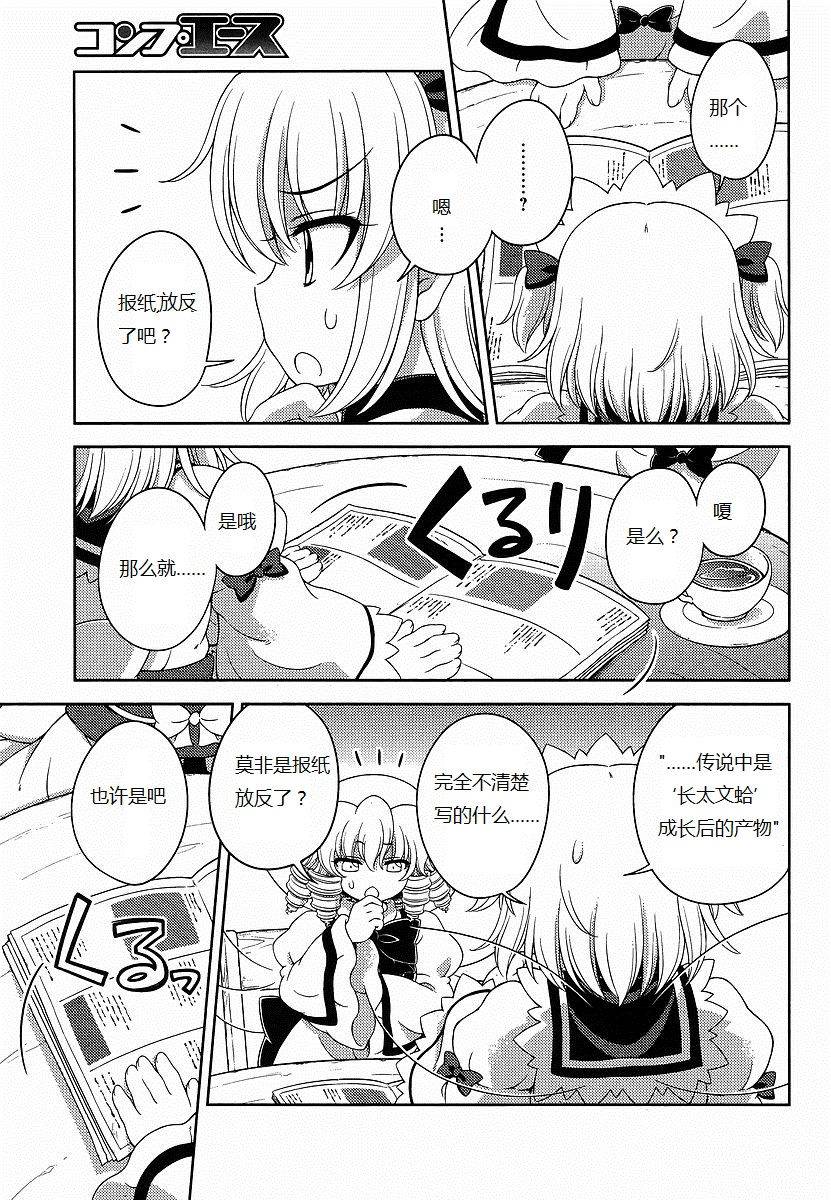 コンプ・エース
那个
……
………?
嗯
…
报纸放反
了吧？
嗄
是么？
くるり
是哦
那么就……
"……传说中是
‘长太文蛤’
成长后的产物"
完全不清楚
写的什么……
莫非是报纸
放反了？
也许是吧
くるっ